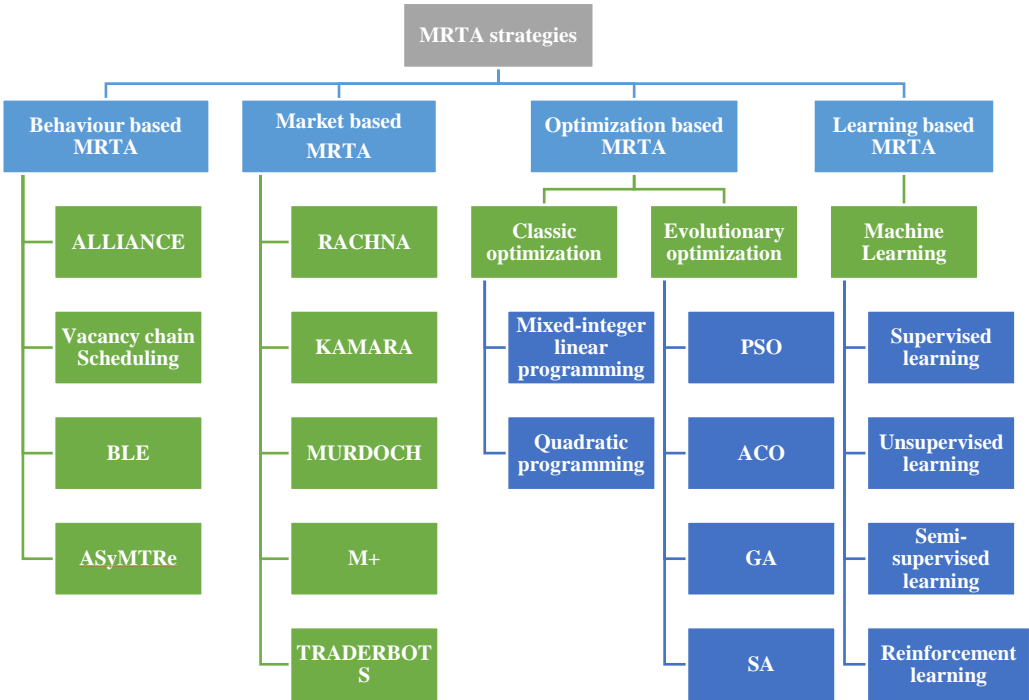 MRTA strategies
Behaviour based
MRTA
ALLIANCE
Vacancy chain
Scheduling
BLE
ASyMTRe
Market based
MRTA
RACHNA
KAMARA
MURDOCH
M+
TRADERBOT
S
Optimization based
MRTA
Classic
optimization
Mixed-integer
linear
programming
Quadratic
programming
Evolutionary
optimization
PSO
ACO
GA
SA
Learning based
MRTA
Machine
Learning
Supervised
learning
Unsupervised
learning
Semi-
supervised
learning
Reinforcement
learning